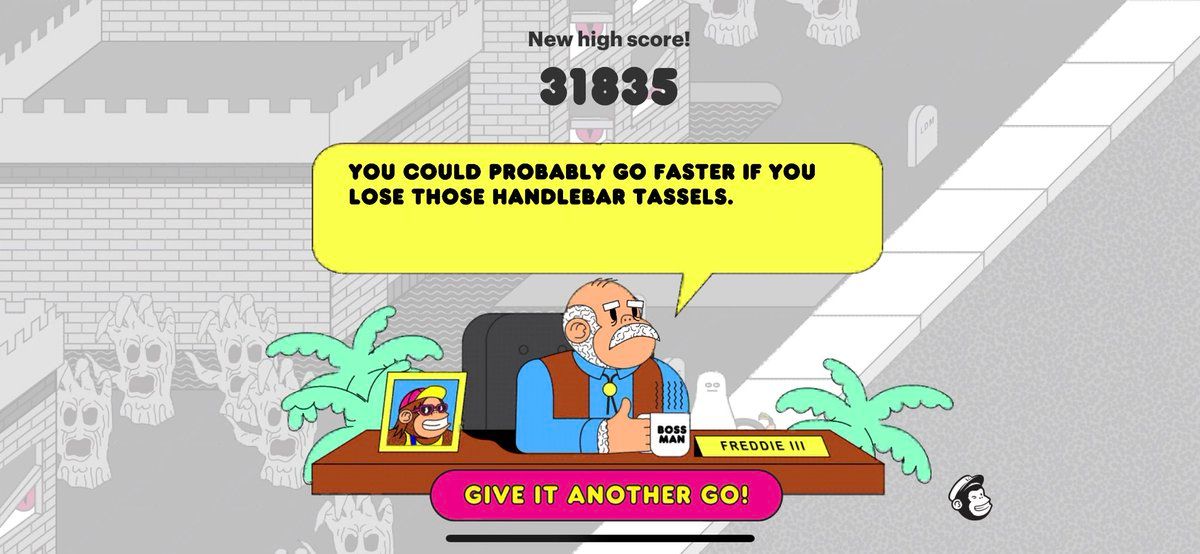 New high score!
31835
YOU COULD PROBABLY GO FASTER IF YOU
LOSE THOSE HANDLEBAR TASSELS.
LDM
BOSS
MAN
FREDDIE III
GIVE IT ANOTHER GO!